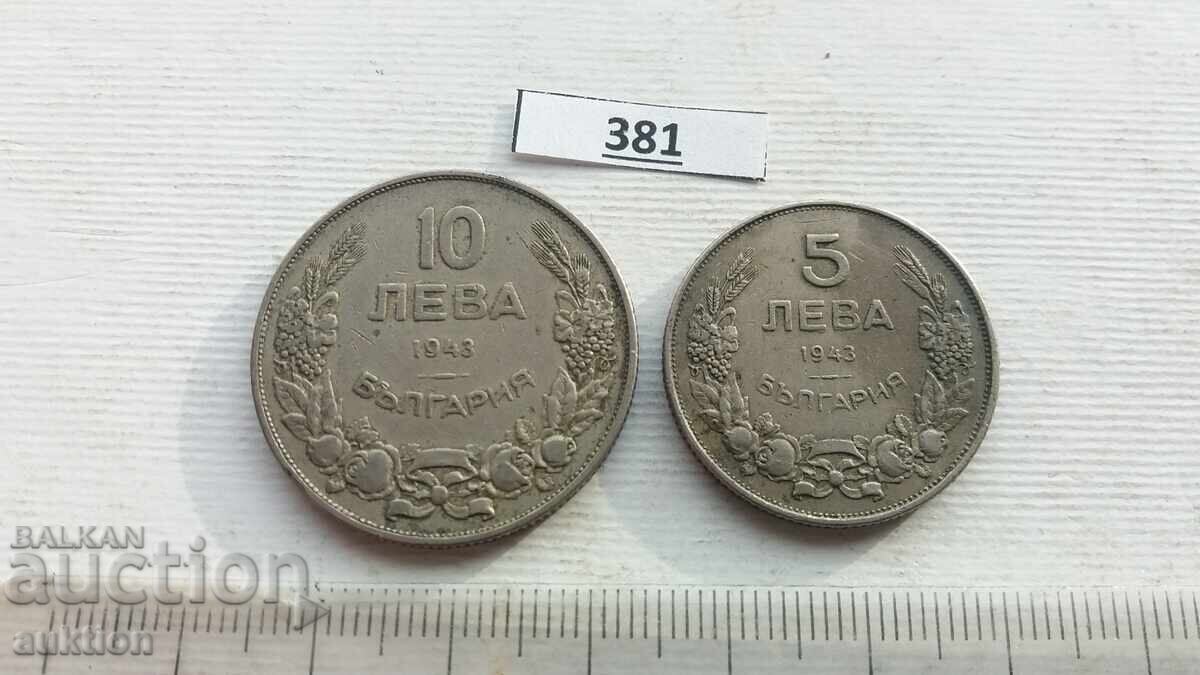 381
10
ЛЕВА
1943
БЪЛГАРИЯ
5
ЛЕВА
1943
БЪЛГАРИЯ
BALKAN
auction
auktion